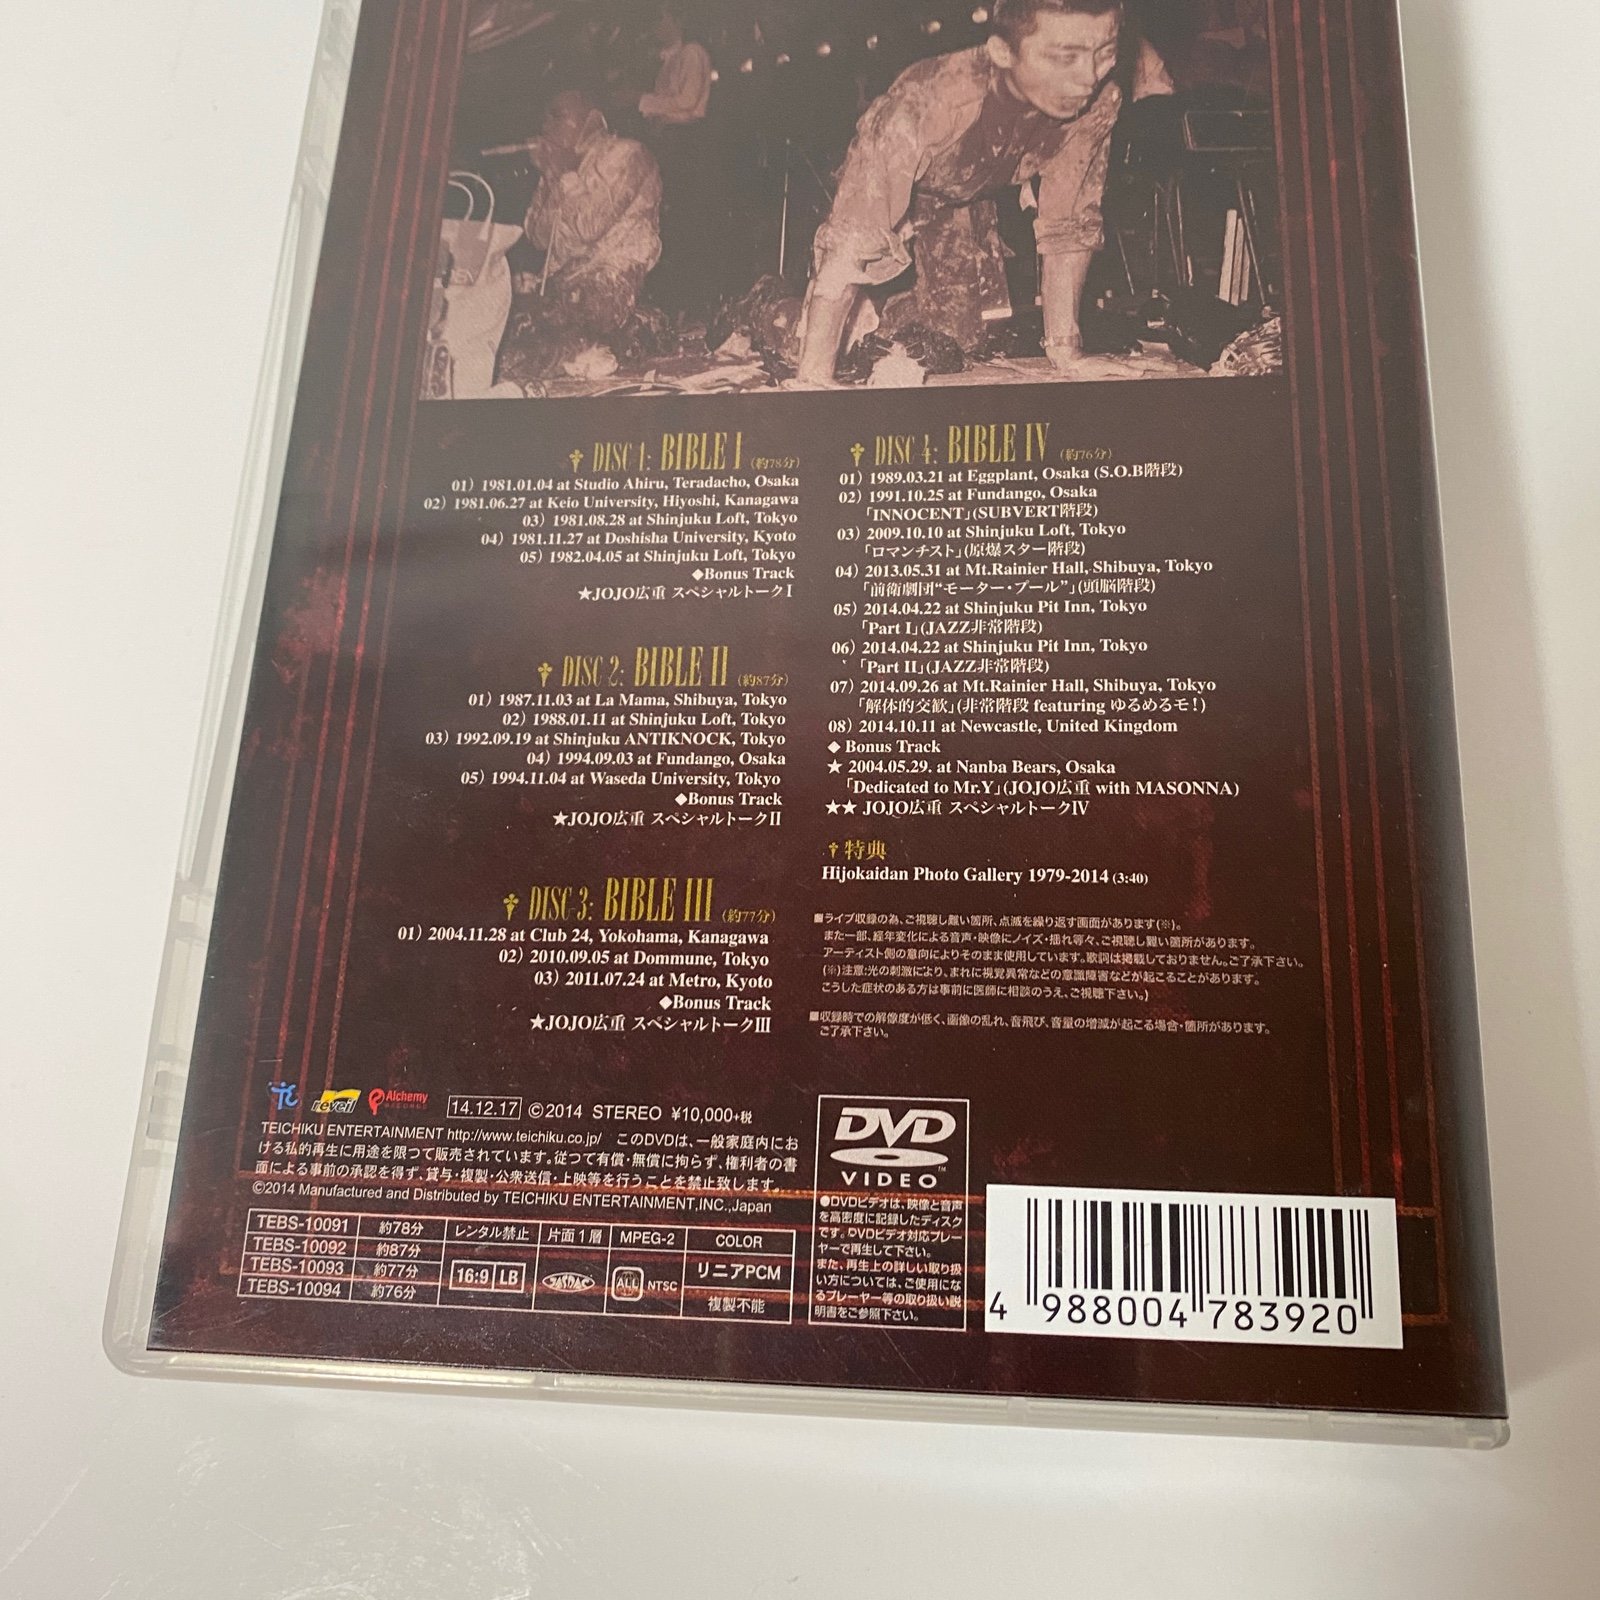 DISC 1: BIBLE I (約78分)
01) 1981.01.04 at Studio Ahiru, Teradacho, Osaka
02) 1981.06.27 at Keio University, Hiyoshi, Kanagawa
03) 1981.08.28 at Shinjuku Loft, Tokyo
04) 1981.11.27 at Doshisha University, Kyoto
05) 1982.04.05 at Shinjuku Loft, Tokyo
◆Bonus Track
★JOJO広重 スペシャルトークI
DISC 2: BIBLE II (約87分)
01) 1987.11.03 at La Mama, Shibuya, Tokyo
02) 1988.01.11 at Shinjuku Loft, Tokyo
03) 1992.09.19 at Shinjuku ANTIKNOCK, Tokyo
04) 1994.09.03 at Fundango, Osaka
05) 1994.11.04 at Waseda University, Tokyo
◆Bonus Track
★JOJO広重 スペシャルトークII
DISC 3: BIBLE III (約77分)
01) 2004.11.28 at Club 24, Yokohama, Kanagawa
02) 2010.09.05 at Dommune, Tokyo
03) 2011.07.24 at Metro, Kyoto
◆Bonus Track
★JOJO広重 スペシャルトークIII
DISC 4: BIBLE IV (約76分)
01) 1989.03.21 at Eggplant, Osaka (S.O.B階段)
02) 1991.10.25 at Fundango, Osaka
「INNOCENT」(SUBVERT階段)
03) 2009.10.10 at Shinjuku Loft, Tokyo
「ロマンチスト」(原爆スター階段)
04) 2013.05.31 at Mt.Rainier Hall, Shibuya, Tokyo
「前衛劇団“モーター・プール”」(頭脳階段)
05) 2014.04.22 at Shinjuku Pit Inn, Tokyo
「Part I」(JAZZ非常階段)
06) 2014.04.22 at Shinjuku Pit Inn, Tokyo
「Part II」(JAZZ非常階段)
07) 2014.09.26 at Mt.Rainier Hall, Shibuya, Tokyo
「解体的交歓」(非常階段 featuring ゆるめるモ!)
08) 2014.10.11 at Newcastle, United Kingdom
◆ Bonus Track
★ 2004.05.29. at Nanba Bears, Osaka
「Dedicated to Mr.Y」(JOJO広重 with MASONNA)
★★ JOJO広重 スペシャルトークIV
特典
Hijokaidan Photo Gallery 1979-2014 (3:40)
■ライブ収録の為、ご視聴し難い箇所、点滅を繰り返す画面があります(※)。
また一部、経年変化による音声・映像にノイズ・揺れ等々、ご視聴し難い箇所があります。
アーティスト側の意向によりそのまま使用しています。歌詞は掲載しておりません。ご了承下さい。
(※)注意:光の刺激により、まれに視覚異常などの意識障害などが起こることがあります。
こうした症状のある方は事前に医師に相談のうえ、ご視聴下さい。)
■収録時での解像度が低く、画像の乱れ、音飛び、音量の増減が起こる場合・箇所があります。
ご了承下さい。
TC reveil Alchemy RECORDS 14.12.17 ©2014 STEREO ¥10,000+税
TEICHIKU ENTERTAINMENT http://www.teichiku.co.jp/ このDVDは、一般家庭内にお
ける私的再生に用途を限って販売されています。従つて有償・無償に拘らず、権利者の書
面による事前の承認を得ず、貸与・複製・公衆送信・上映等を行うことを禁止致します。
©2014 Manufactured and Distributed by TEICHIKU ENTERTAINMENT,INC.,Japan
TEBS-10091 約78分
TEBS-10092 約87分
TEBS-10093 約77分
TEBS-10094 約76分
レンタル禁止 片面1層 MPEG-2 COLOR
16:9 LB JASRAC ALL NTSC リニアPCM
複製不能
DVD
VIDEO
●DVDビデオは、映像と音声
を高密度に記録したディスク
です。DVDビデオ対応プレー
ヤーで再生して下さい。
また、再生上の詳しい取り扱
い方については、ご使用にな
るプレーヤー等の取り扱い説
明書をご参照下さい。
4 988004 783920